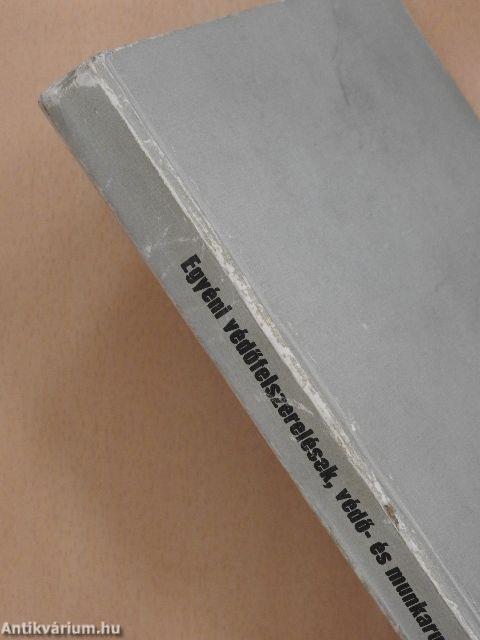 Egyéni védőfelszerelések, védő- és munkaru
Antikvárium.hu